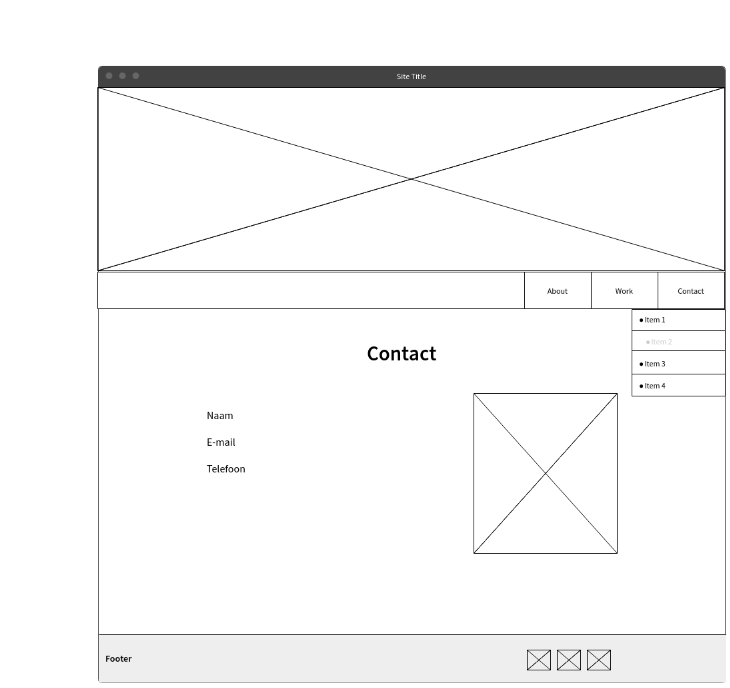 Site Title
About
Work
Contact
● Item 1
● Item 2
● Item 3
● Item 4
Contact
Naam
E-mail
Telefoon
Footer